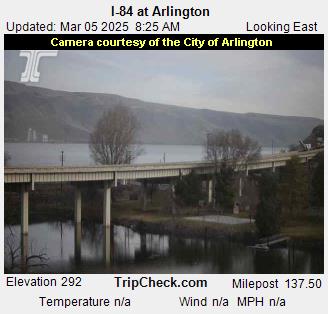 I-84 at Arlington
Updated: Mar 05 2025 8:25 AM Looking East
Camera courtesy of the City of Arlington
Elevation 292 TripCheck.com Milepost 137.50
Temperature n/a Wind n/a MPH n/a